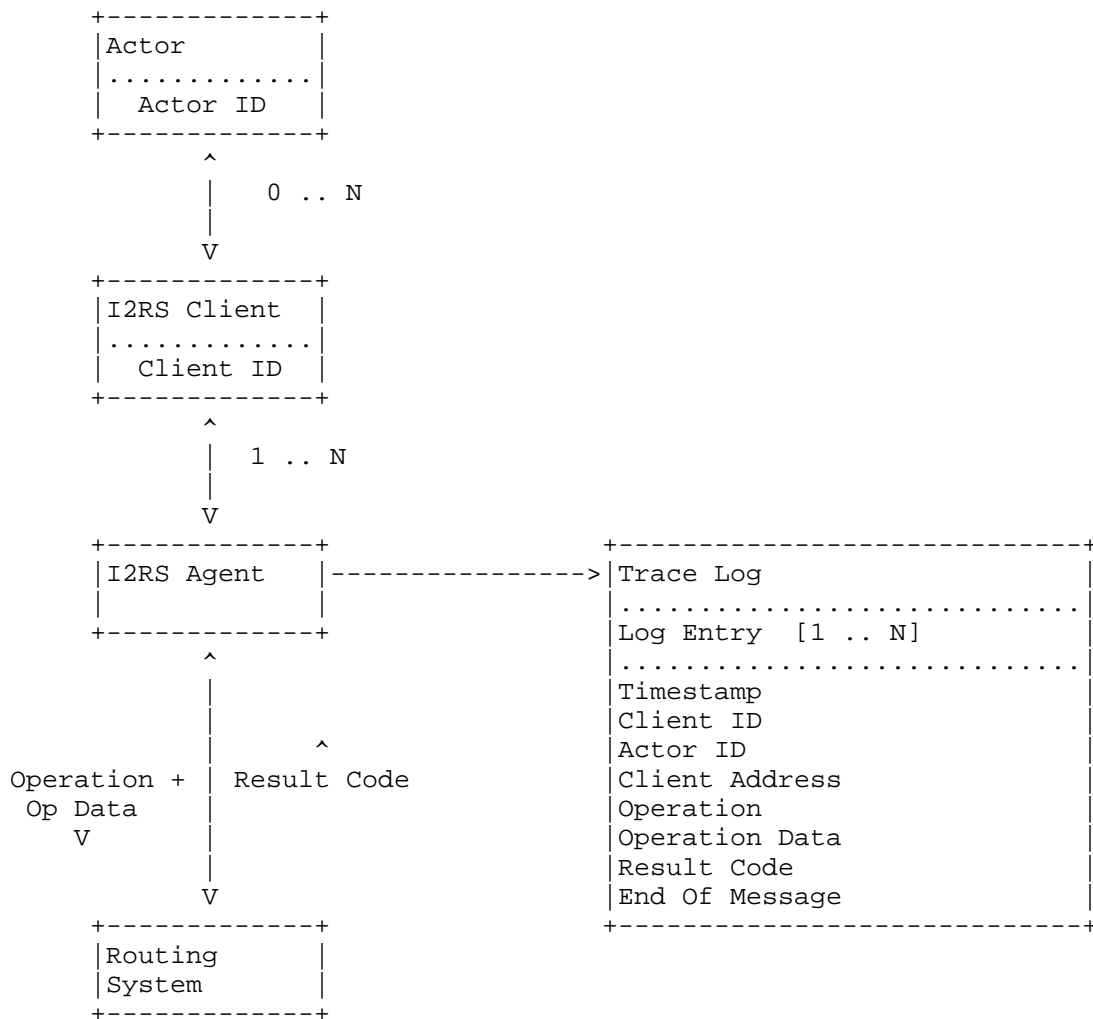 Actor
Actor ID
0 .. N
I2RS Client
Client ID
1 .. N
I2RS Agent
Trace Log
Log Entry [1 .. N]
Timestamp
Client ID
Actor ID
Client Address
Operation
Operation Data
Result Code
End Of Message
Operation +
Op Data
V
^
Result Code
Routing
System